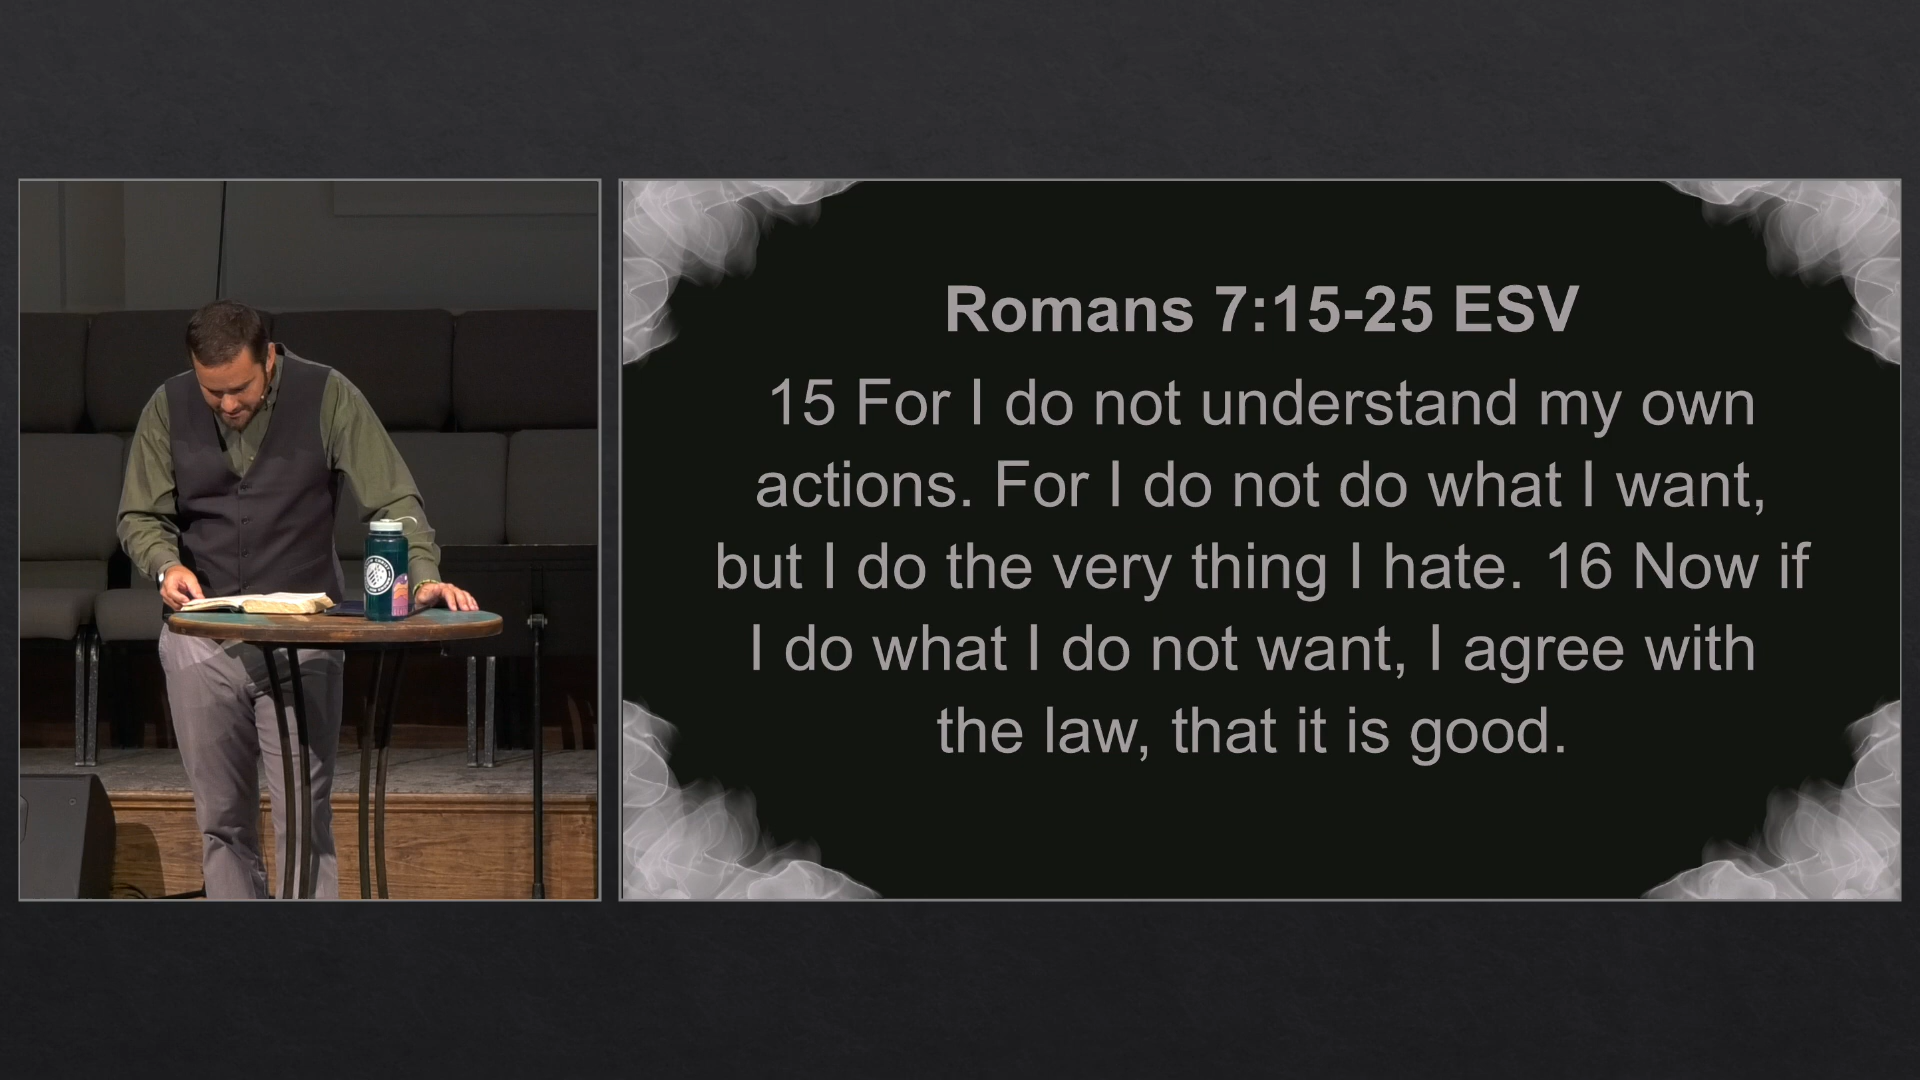 Romans 7:15-25 ESV
15 For I do not understand my own
actions. For I do not do what I want,
but I do the very thing I hate. 16 Now if
I do what I do not want, I agree with
the law, that it is good.